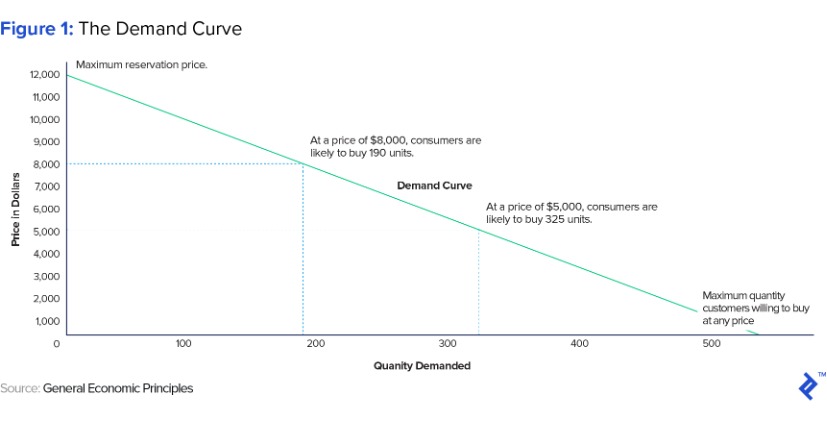 Figure 1: The Demand Curve
Maximum reservation price.
12,000
11,000
10,000
9,000
8,000
7,000
6,000
5,000
4,000
3,000
2,000
1,000
Price in Dollars
At a price of $8,000, consumers are
likely to buy 190 units.
Demand Curve
At a price of $5,000, consumers are
likely to buy 325 units.
Maximum quantity
customers willing to buy
at any price
0
100
200
300
400
500
Quanity Demanded
Source: General Economic Principles
TM